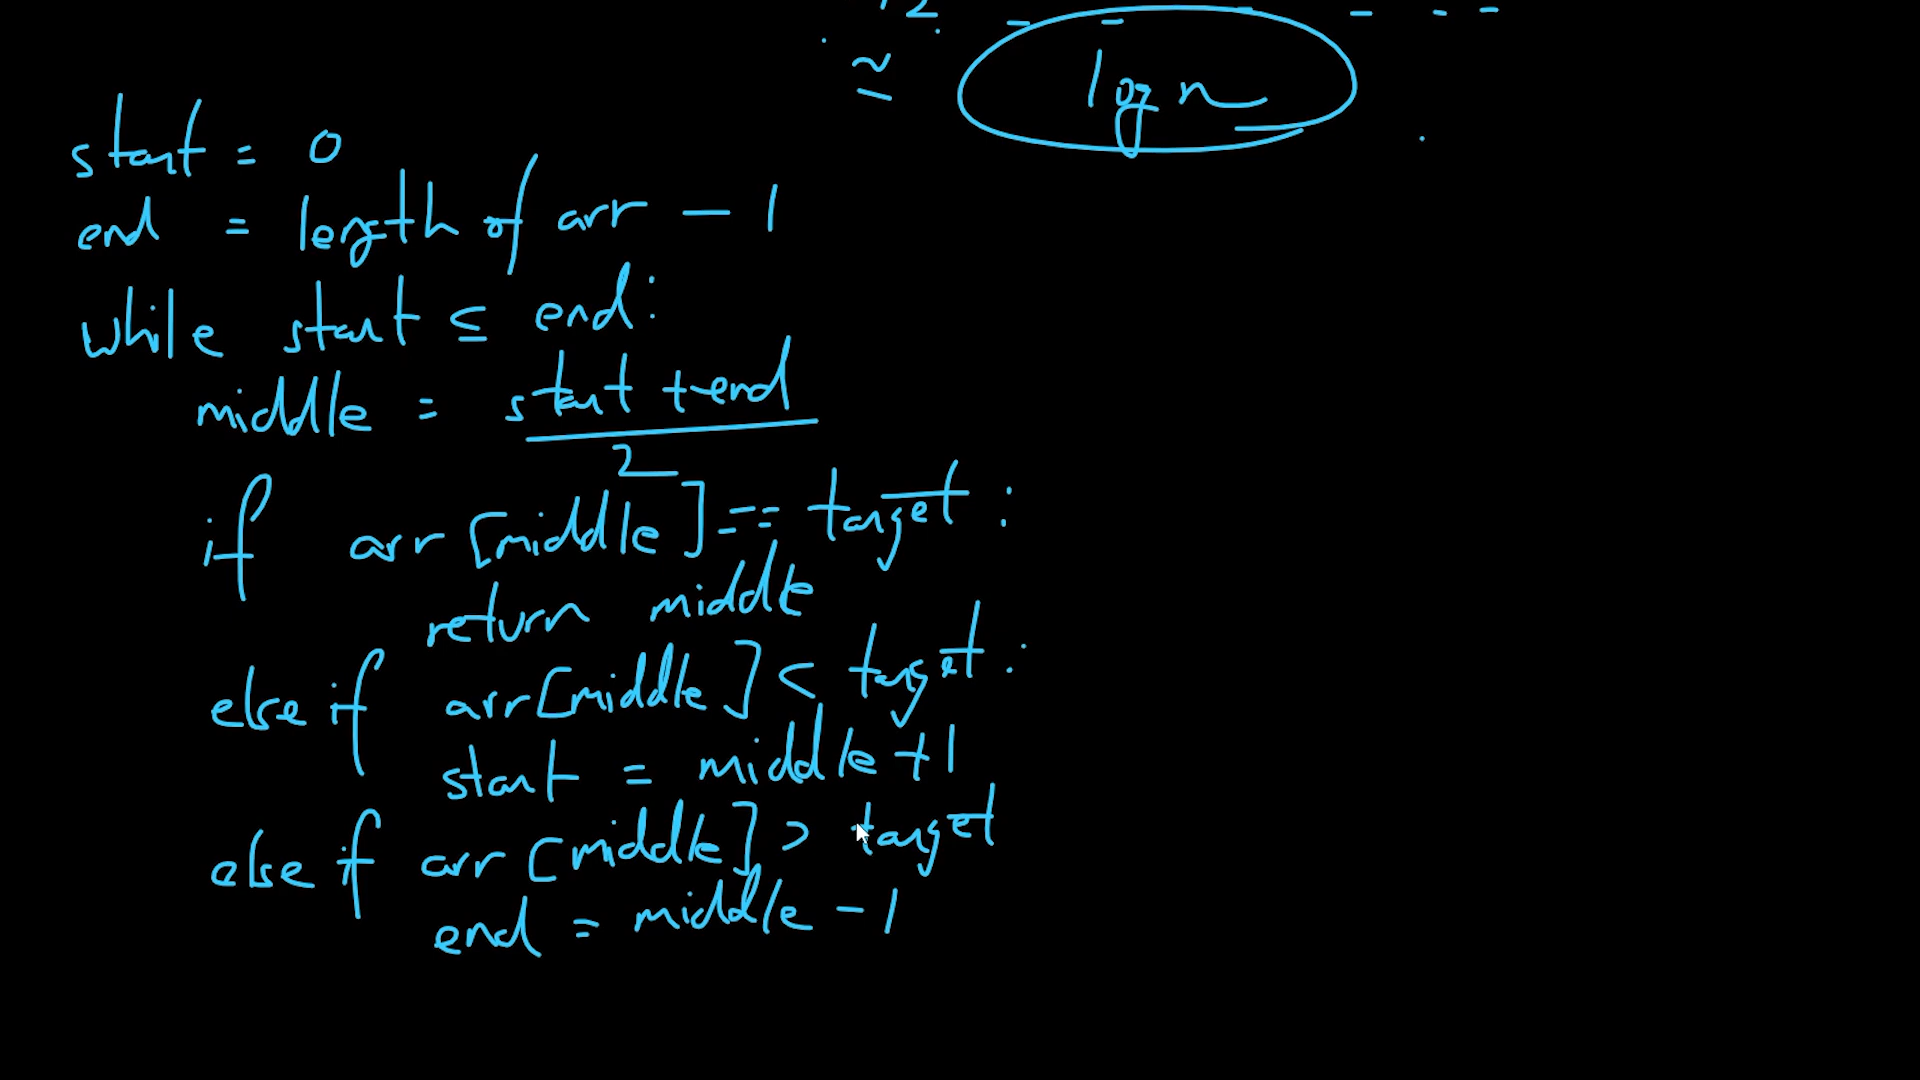 ≈ log n
start = 0
end = length of arr - 1
while start ≤ end:
middle = start + end
2
if arr[middle] == target:
return middle
else if arr[middle] < target:
start = middle + 1
else if arr[middle] > target
end = middle - 1